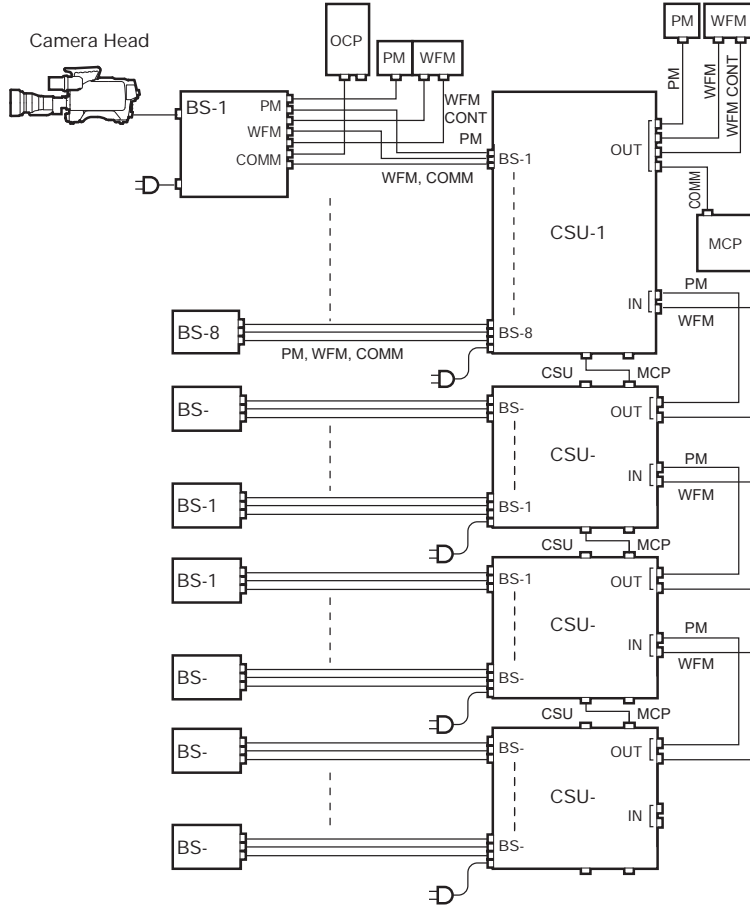 Camera Head
OCP
PM
WFM
PM
WFM
BS-1
PM
WFM
COMM
WFM
CONT
PM
WFM, COMM
BS-1
OUT
PM
WFM
WFM CONT
COMM
CSU-1
MCP
IN
PM
WFM
BS-8
PM, WFM, COMM
BS-8
CSU
MCP
BS-
BS-
OUT
CSU-
PM
IN
WFM
BS-1
BS-1
CSU
MCP
BS-1
BS-1
OUT
CSU-
PM
IN
WFM
BS-
BS-
CSU
MCP
BS-
BS-
OUT
CSU-
IN
BS-
BS-